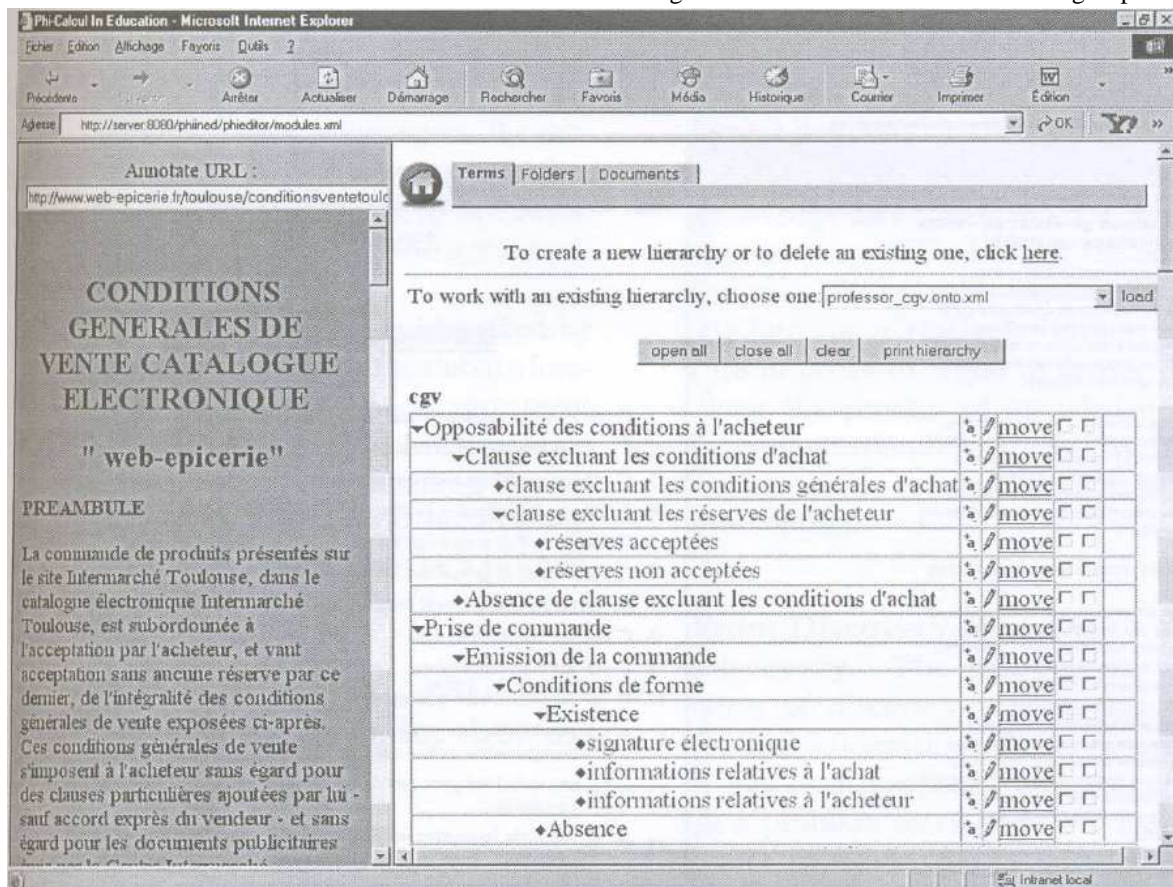 Phi-Calcul In Education - Microsoft Internet Explorer
Fichier Edition Affichage Favoris Outils ?
Précédente Arrêter Actualiser Démarrage Rechercher Favoris Média Historique Courrier Imprimer Edition
Adresse http://server:8080/phiined/phieditor/modules.xml OK
Annotate URL :
http://www.web-epicerie.fr/toulouse/conditionsventetoulo
CONDITIONS
GENERALES DE
VENTE CATALOGUE
ELECTRONIQUE
" web-epicerie"
PREAMBULE
La commande de produits présentés sur
le site Intermarché Toulouse, dans le
catalogue électronique Intermarché
Toulouse, est subordonnée à
l'acceptation par l'acheteur, et vaut
acceptation sans aucune réserve par ce
dernier, de l'intégralité des conditions
générales de vente exposées ci-après.
Ces conditions générales de vente
s'imposent à l'acheteur sans égard pour
des clauses particulières ajoutées par lui -
sauf accord exprès du vendeur - et sans
égard pour les documents publicitaires
Terms Folders Documents
To create a new hierarchy or to delete an existing one, click here.
To work with an existing hierarchy, choose one: professor_cgv.onto.xml load
open all close all clear print hierarchy
cgv
Opposabilité des conditions à l'acheteur move
Clause excluant les conditions d'achat move
clause excluant les conditions générales d'achat move
clause excluant les réserves de l'acheteur move
réserves acceptées move
réserves non acceptées move
Absence de clause excluant les conditions d'achat move
Prise de commande move
Emission de la commande move
Conditions de forme move
Existence move
signature électronique move
informations relatives à l'achat move
informations relatives à l'acheteur move
Absence move
Intranet local